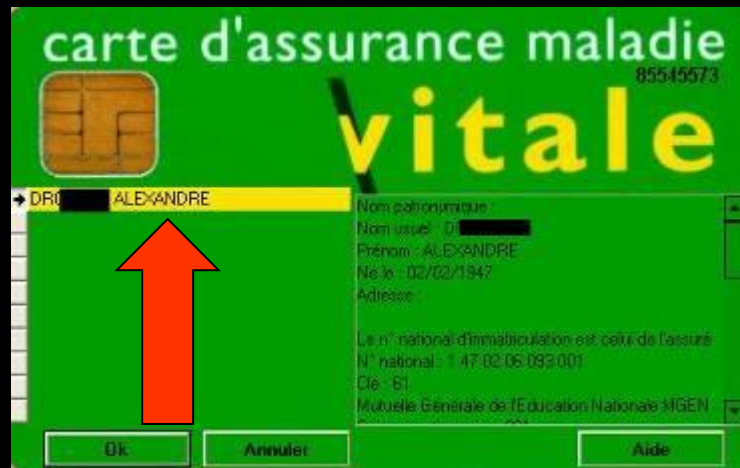 carte d'assurance maladie
85545573
vitale
DR ALEXANDRE
Nom patronymique :
Nom usuel : D
Prénom : ALEXANDRE
Né le : 02/02/1947
Adresse :
Le n° national d'immatriculation est celui de l'assuré
N° national : 1 47 02 06 093 001
Clé : 61
Mutuelle Générale de l'Education Nationale MGEN
Ok
Annuler
Aide